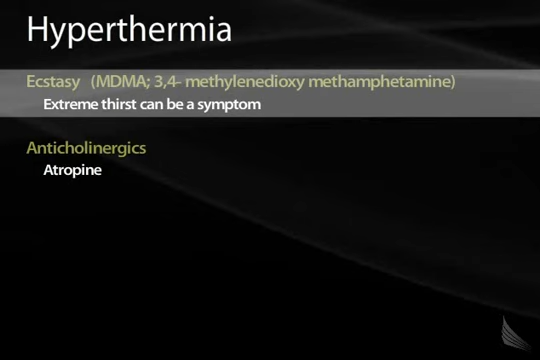 Hyperthermia
Ecstasy (MDMA; 3,4- methylenedioxy methamphetamine)
Extreme thirst can be a symptom
Anticholinergics
Atropine